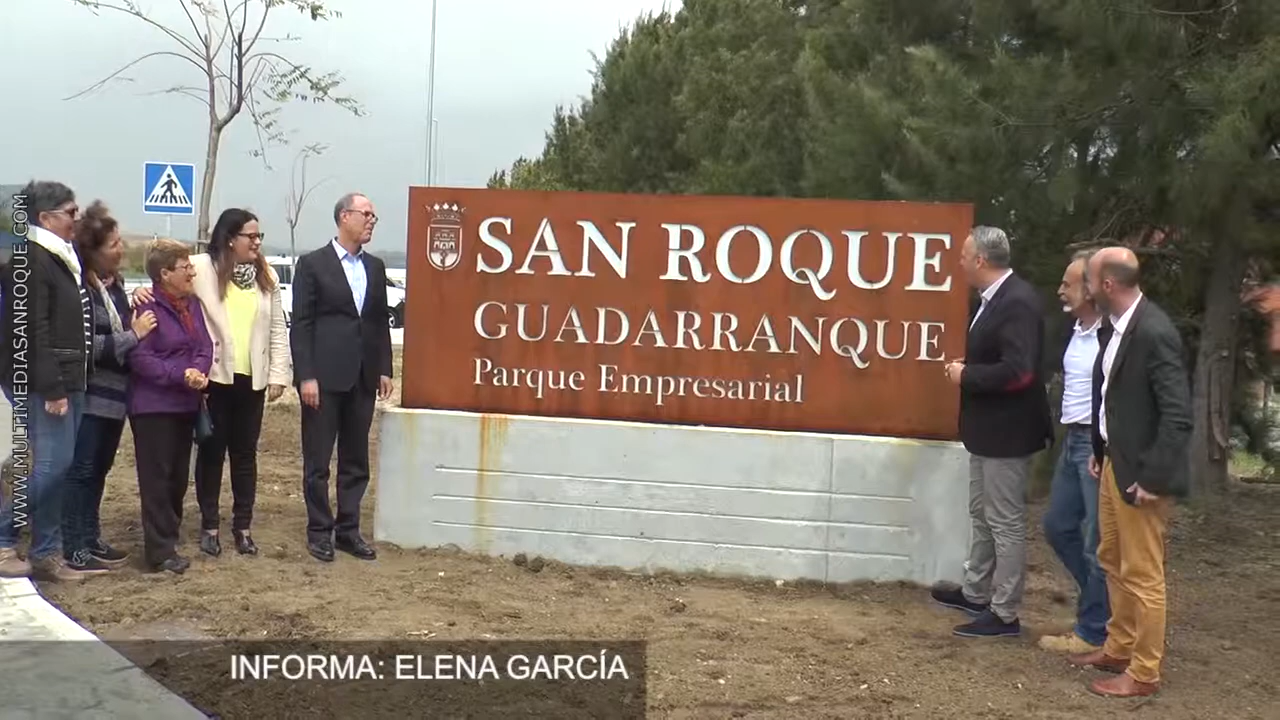 SAN ROQUE
GUADARRANQUE
Parque Empresarial
WWW.MULTIMEDIASANROQUE.COM
INFORMA: ELENA GARCÍA